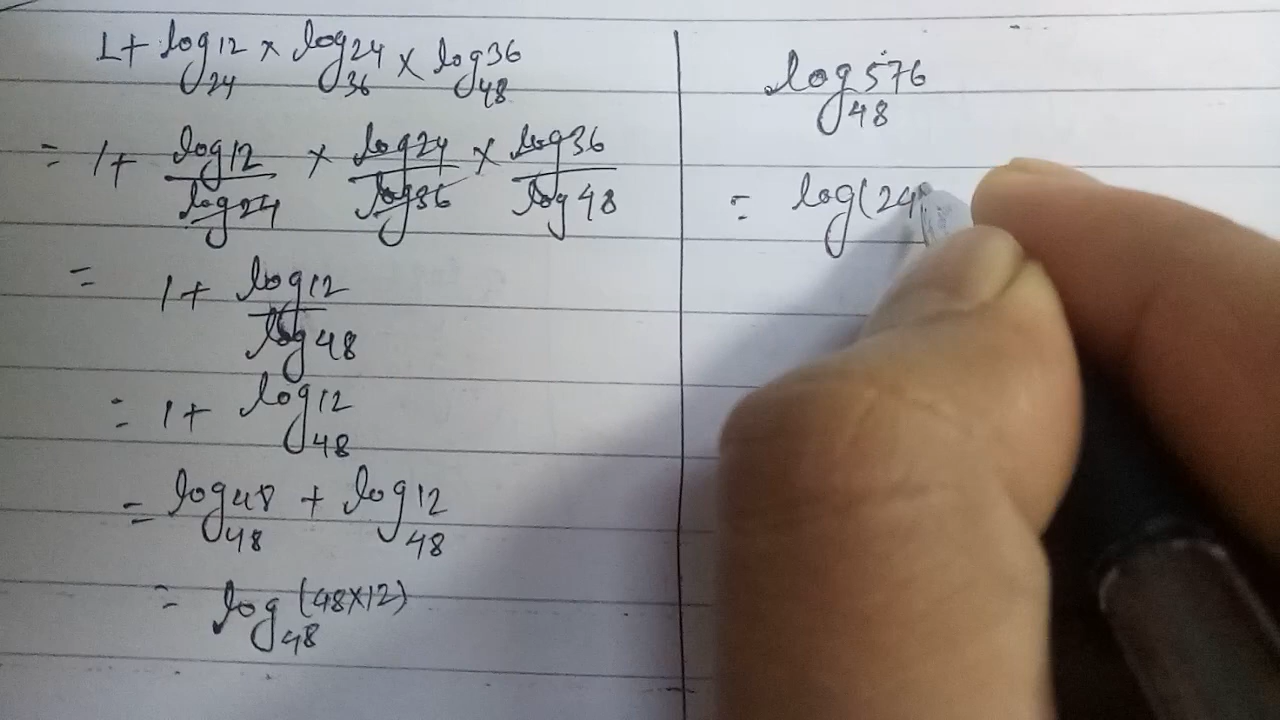 1 + log₂₄12 × log₃₆24 × log₄₈36
= 1 + log12/log24 × log24/log36 × log36/log48
= 1 + log12/log48
= 1 + log₄₈12
= log₄₈48 + log₄₈12
= log₄₈(48×12)
log₄₈576
= log(24